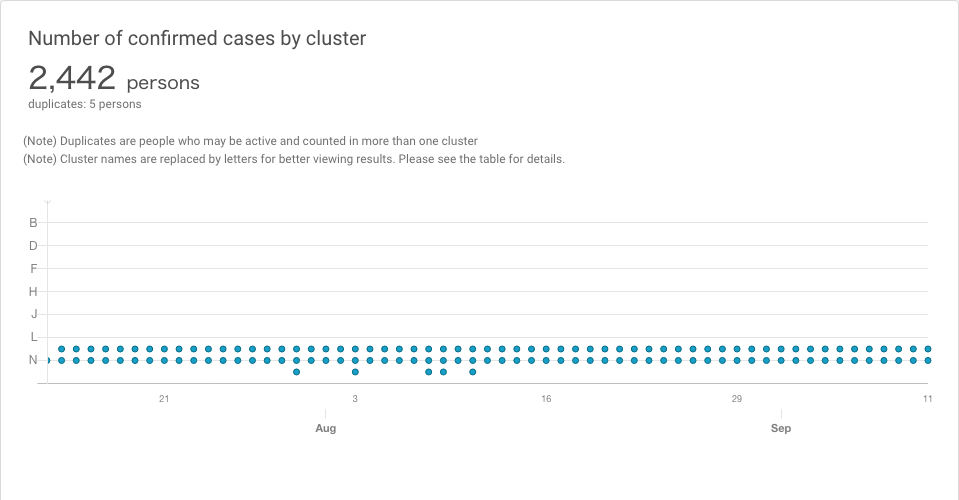 Number of confirmed cases by cluster
2,442 persons
duplicates: 5 persons
(Note) Duplicates are people who may be active and counted in more than one cluster
(Note) Cluster names are replaced by letters for better viewing results. Please see the table for details.
B
D
F
H
J
L
N
21 3 16 29 11
Aug Sep